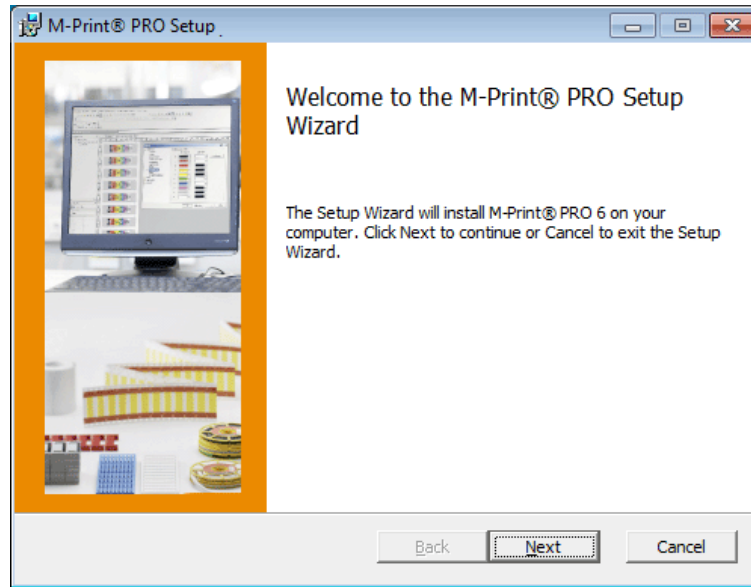 M-Print® PRO Setup
Welcome to the M-Print® PRO Setup
Wizard
The Setup Wizard will install M-Print® PRO 6 on your
computer. Click Next to continue or Cancel to exit the Setup
Wizard.
Back
Next
Cancel